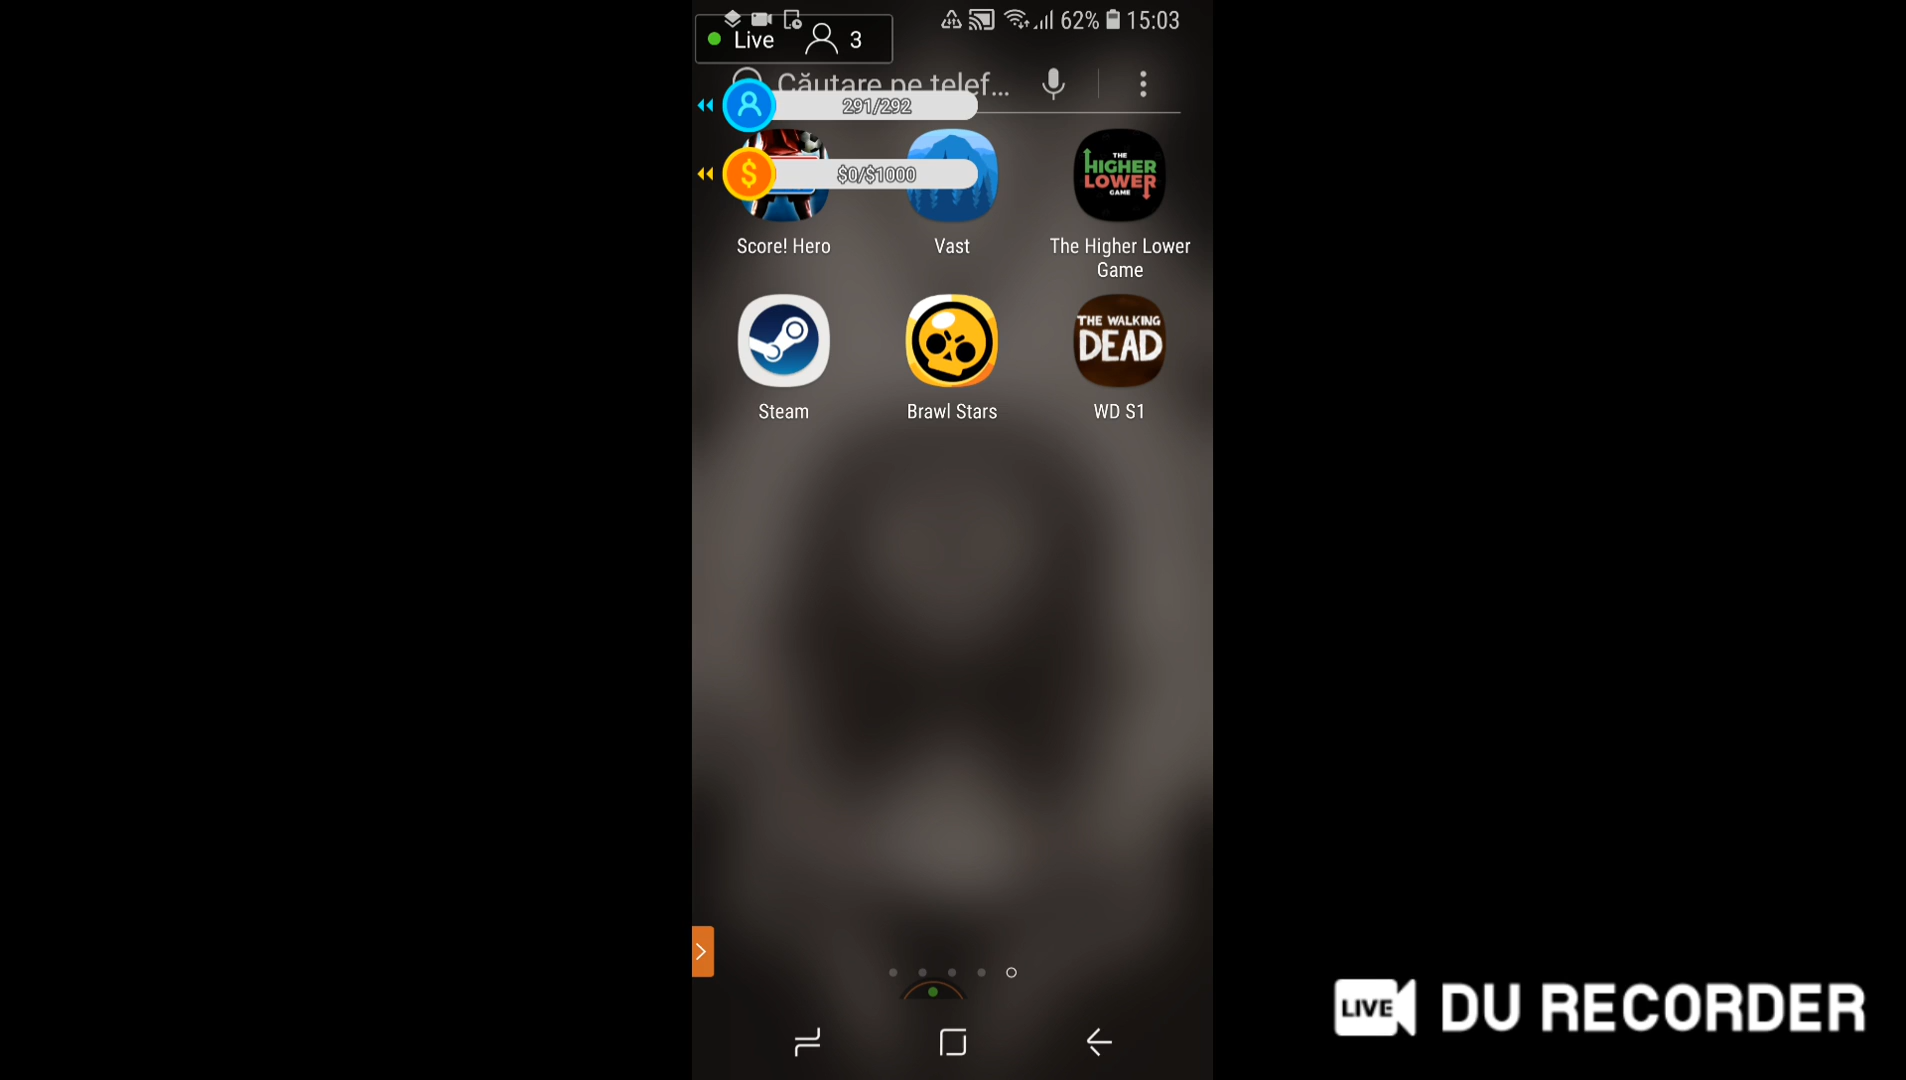 62% 15:03
Live 3
Căutare pe telef...
291/292
$
$0/$1000
THE
HIGHER
LOWER
GAME
Score! Hero
Vast
The Higher Lower
Game
THE WALKING
DEAD
Steam
Brawl Stars
WD S1
LIVE DU RECORDER